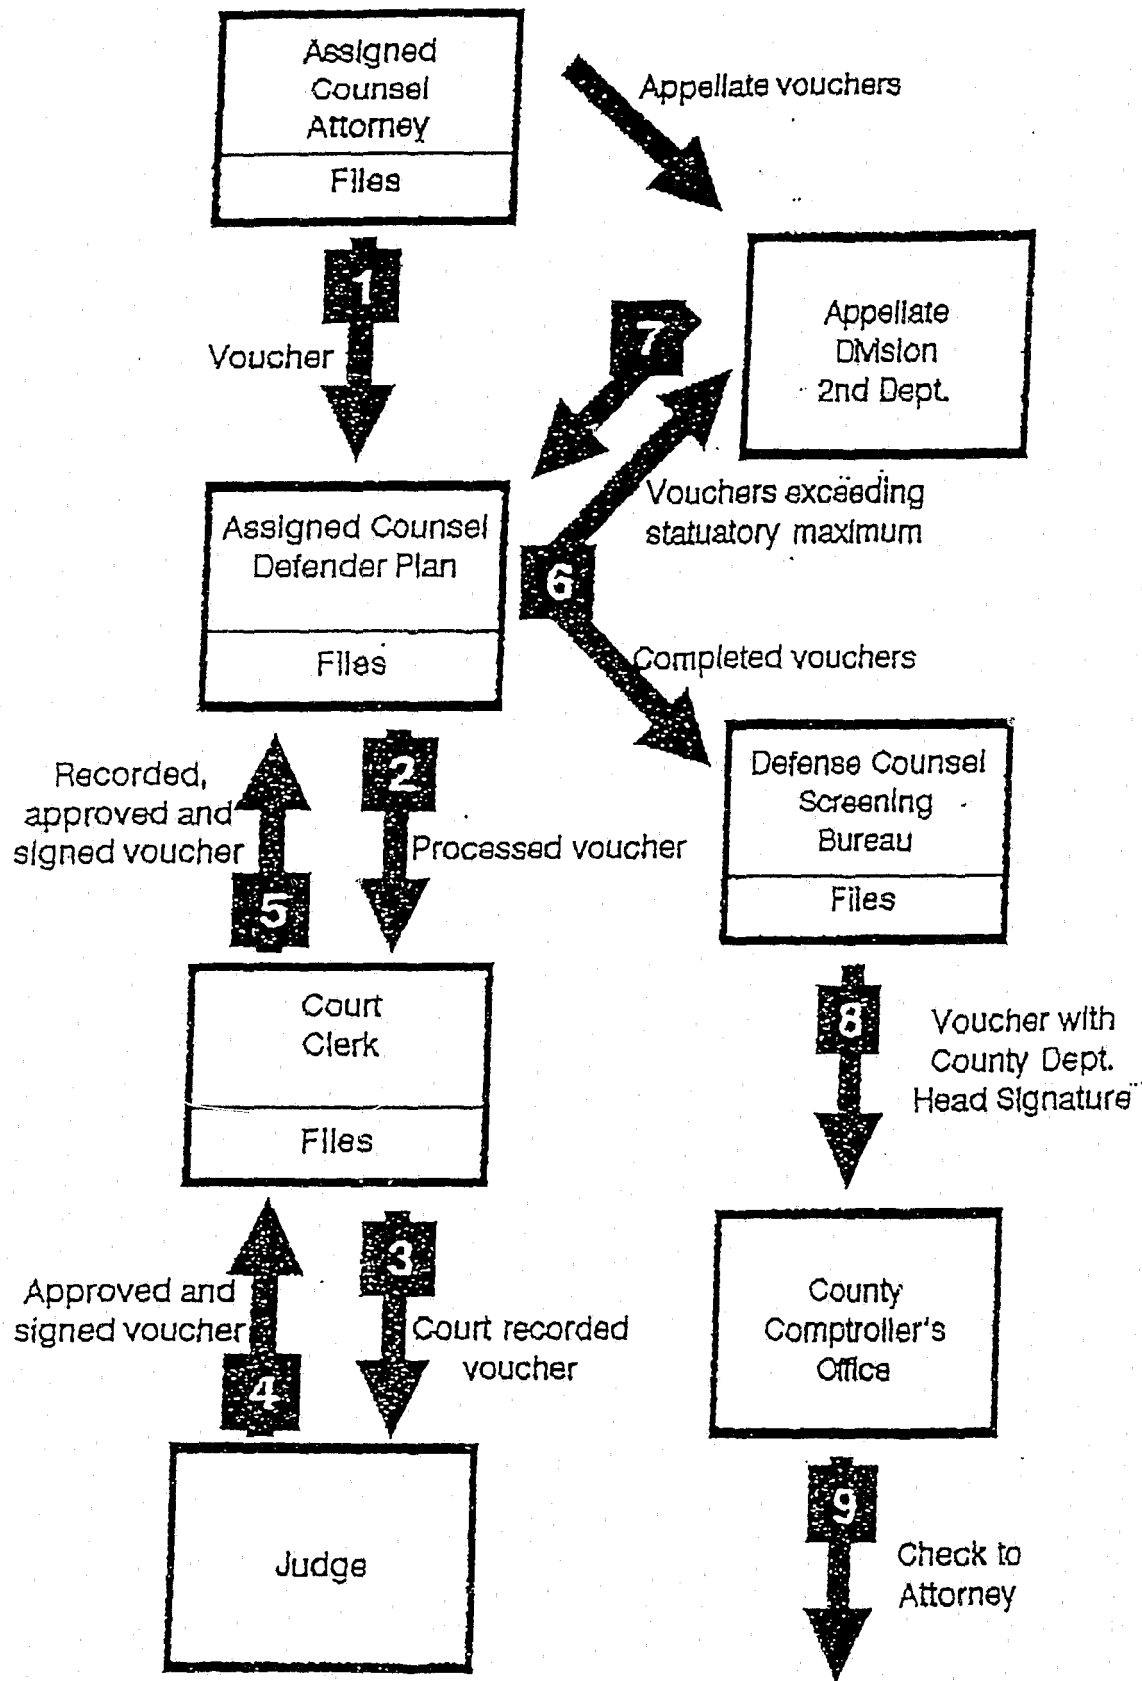 Assigned
Counsel
Attorney
Files
Appellate vouchers
1
Voucher
Appellate
Division
2nd Dept.
7
Vouchers exceeding
statuatory maximum
Assigned Counsel
Defender Plan
Files
6
Completed vouchers
Recorded,
approved and
signed voucher
5
2
Processed voucher
Defense Counsel
Screening
Bureau
Files
Court
Clerk
Files
8
Voucher with
County Dept.
Head Signature
Approved and
signed voucher
4
3
Court recorded
voucher
County
Comptroller's
Office
Judge
9
Check to
Attorney